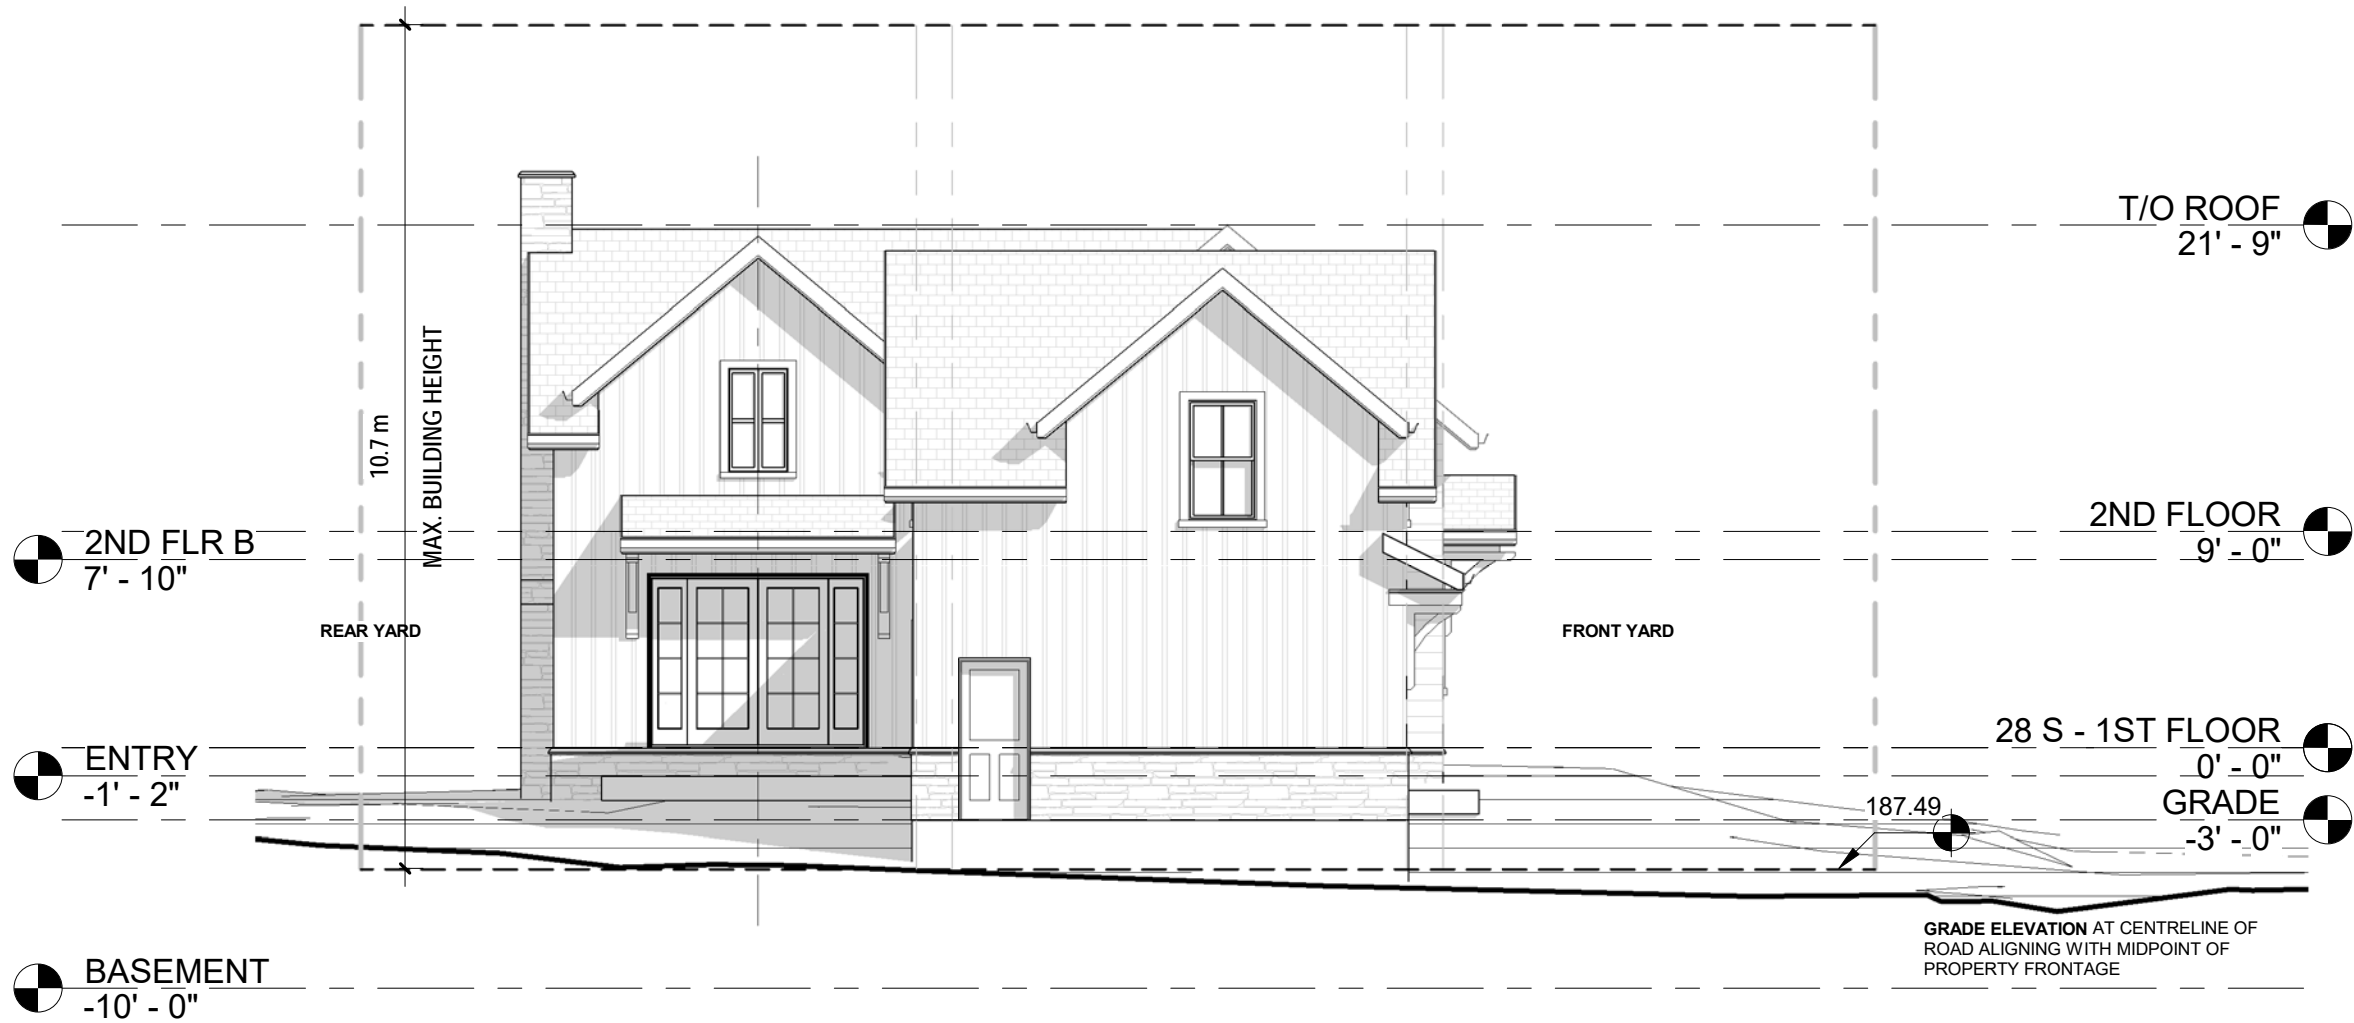 T/O ROOF
21' - 9"
10.7 m
MAX. BUILDING HEIGHT
2ND FLR B
7' - 10"
2ND FLOOR
9' - 0"
REAR YARD
FRONT YARD
ENTRY
-1' - 2"
28 S - 1ST FLOOR
0' - 0"
187.49
GRADE
-3' - 0"
GRADE ELEVATION AT CENTRELINE OF
ROAD ALIGNING WITH MIDPOINT OF
PROPERTY FRONTAGE
BASEMENT
-10' - 0"